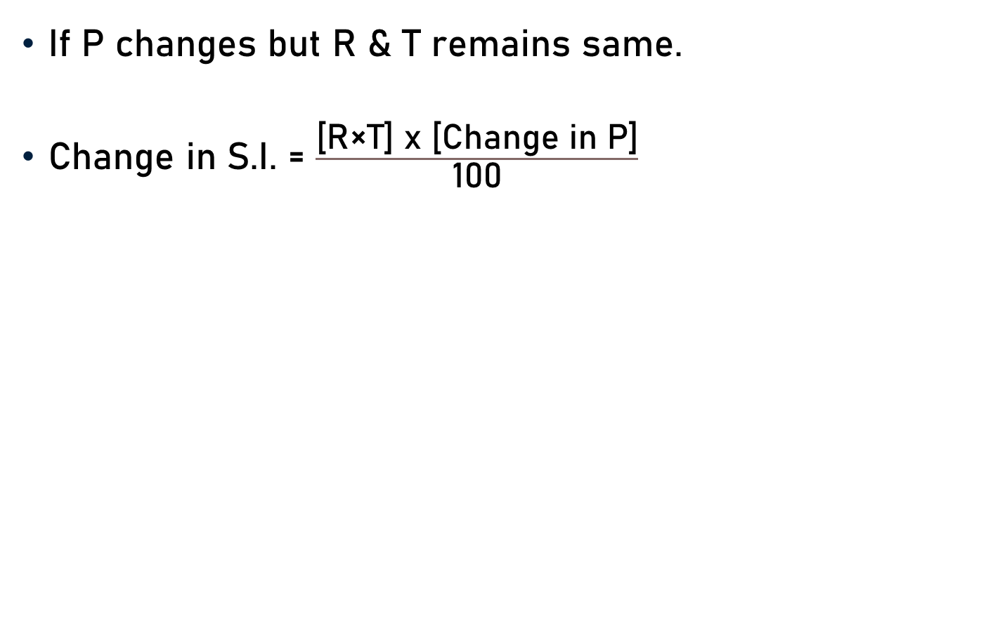 • If P changes but R & T remains same.
• Change in S.I. = [R×T] x [Change in P]
100